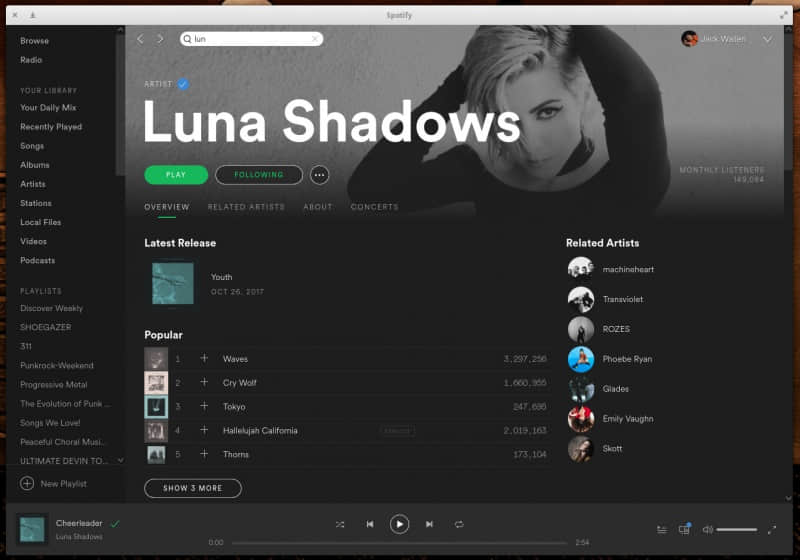 Spotify
Browse
Radio
YOUR LIBRARY
Your Daily Mix
Recently Played
Songs
Albums
Artists
Stations
Local Files
Videos
Podcasts
PLAYLISTS
Discover Weekly
SHOEGAZER
311
Punkrock-Weekend
Progressive Metal
The Evolution of Punk ...
Songs We Love!
Peaceful Choral Musi...
ULTIMATE DEVIN TO...
New Playlist
lun
Jack Wallen
ARTIST
Luna Shadows
PLAY
FOLLOWING
MONTHLY LISTENERS
149,064
OVERVIEW RELATED ARTISTS ABOUT CONCERTS
Latest Release
Youth
OCT 26, 2017
Popular
1 Waves 3,297,256
2 Cry Wolf 1,660,955
3 Tokyo 247,695
4 Hallelujah California EXPLICIT 2,019,163
5 Thorns 173,104
SHOW 3 MORE
Related Artists
machineheart
Transviolet
ROZES
Phoebe Ryan
Glades
Emily Vaughn
Skott
Cheerleader
Luna Shadows
0:00
2:54